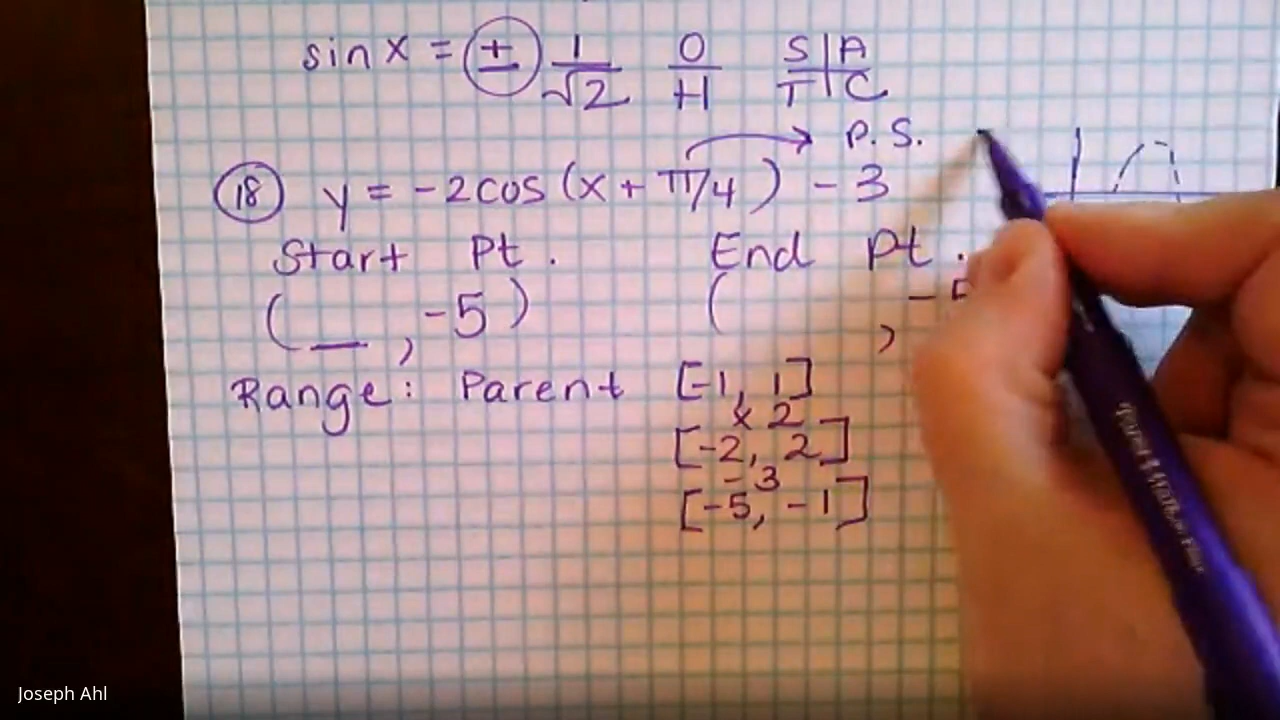 sin x = ± 1/√2 O/H S|A T|C
P.S.
18 y = -2cos (x + π/4) - 3
Start Pt. End Pt.
( __ , -5 ) ( , -5
Range: Parent [-1, 1]
x 2
[-2, 2]
- 3
[-5, -1]
Joseph Ahl